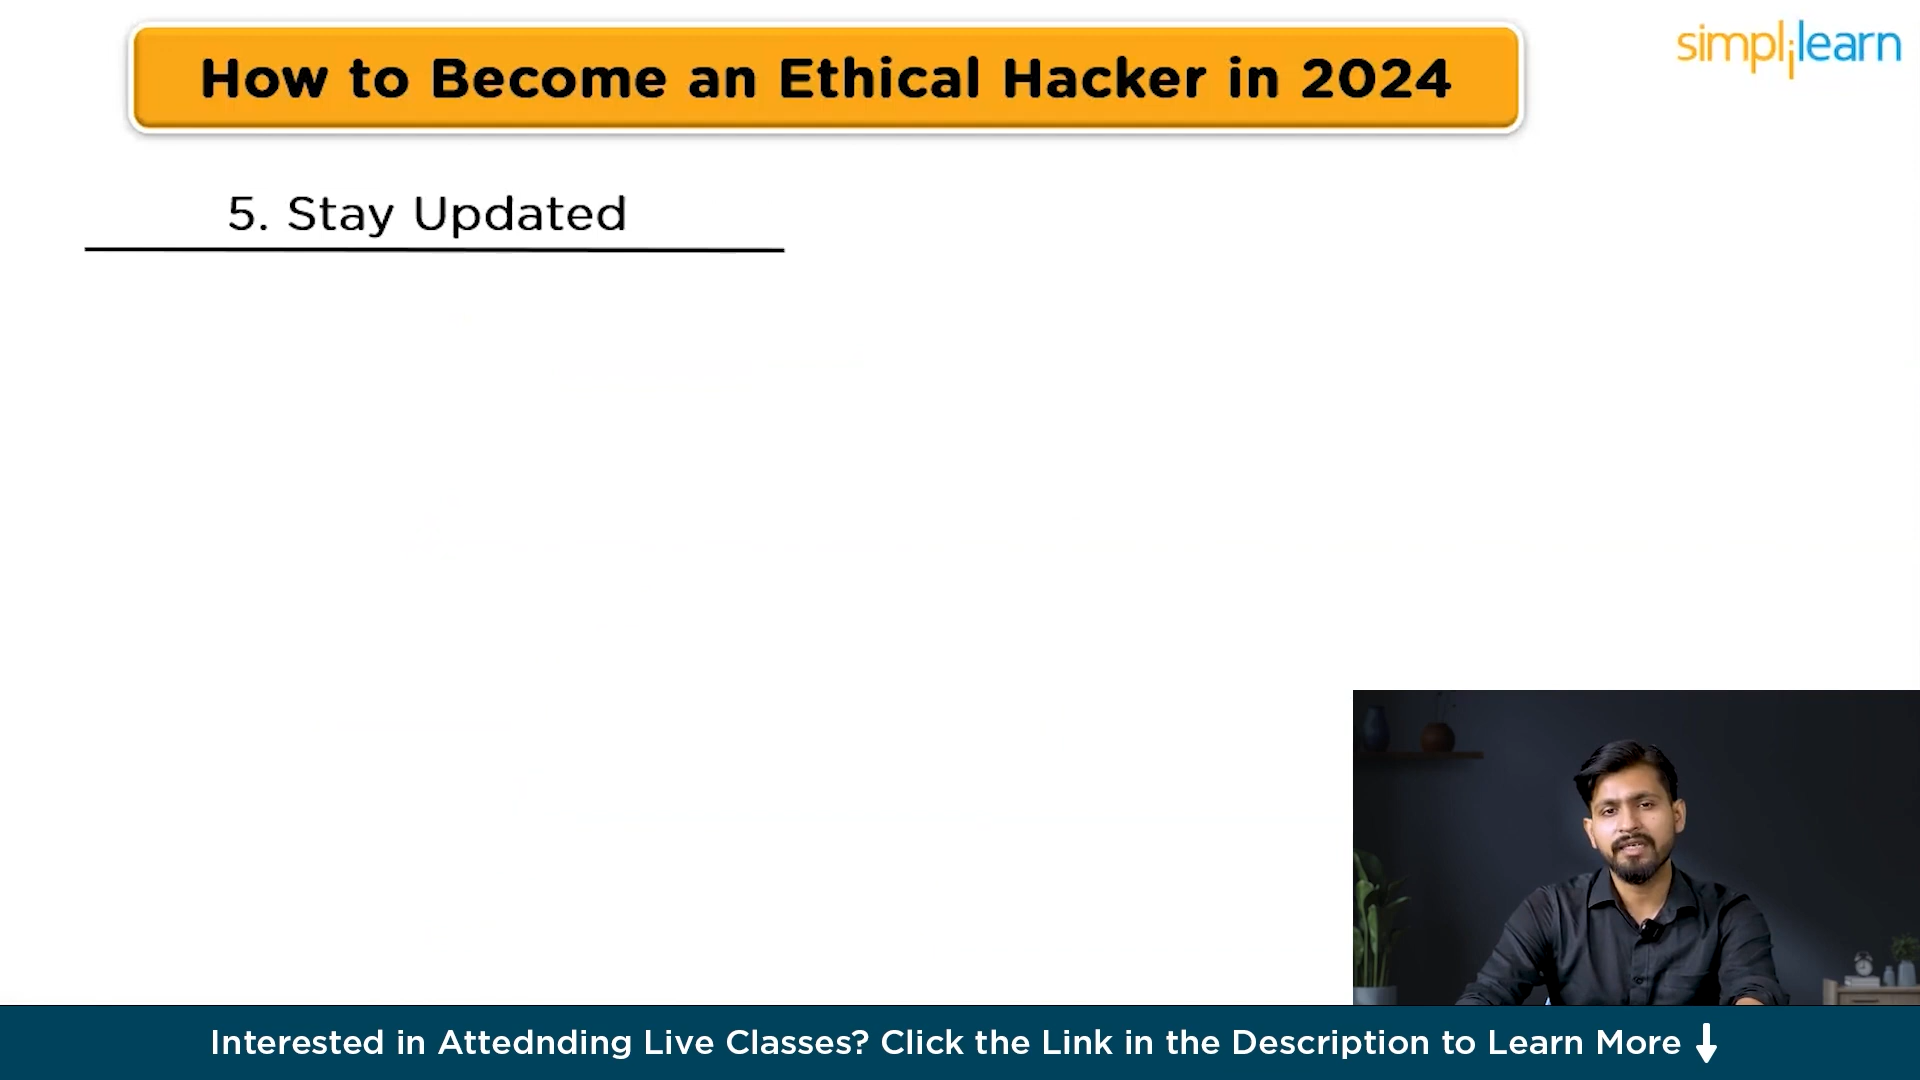 How to Become an Ethical Hacker in 2024
simplilearn
5. Stay Updated
Interested in Attednding Live Classes? Click the Link in the Description to Learn More